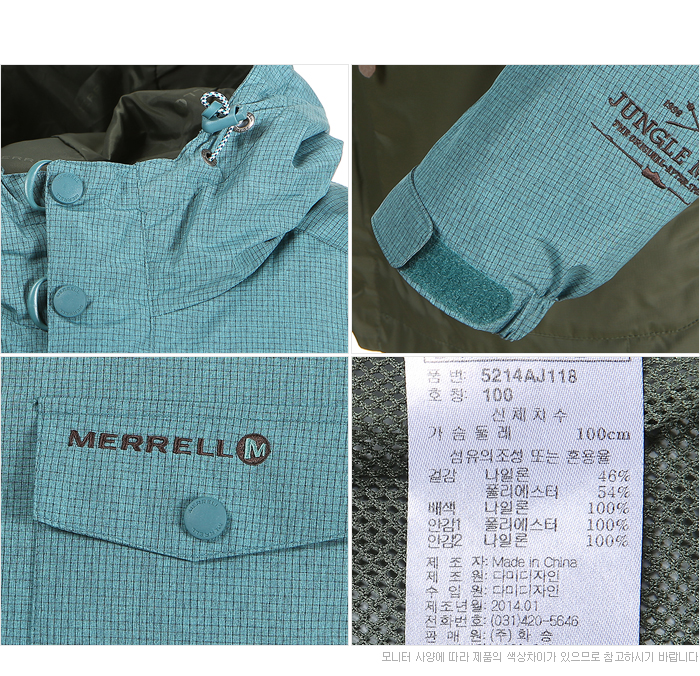 1908
JUNGLE
MERRELL M
품 번: 5214AJ118
호 칭: 100
신체치수
가슴둘레 100cm
섬유의조성 또는 혼용율
겉감 나일론 46%
폴리에스터 54%
배색 나일론 100%
안감1 폴리에스터 100%
안감2 나일론 100%
제 조 자: Made in China
제 조 원: 다미디자인
수 입 원: 다미디자인
제조년월: 2014.01
전화번호: (031)420-5646
판 매 원: (주)화 승
모니터 사양에 따라 제품의 색상차이가 있으므로 참고하시기 바랍니다